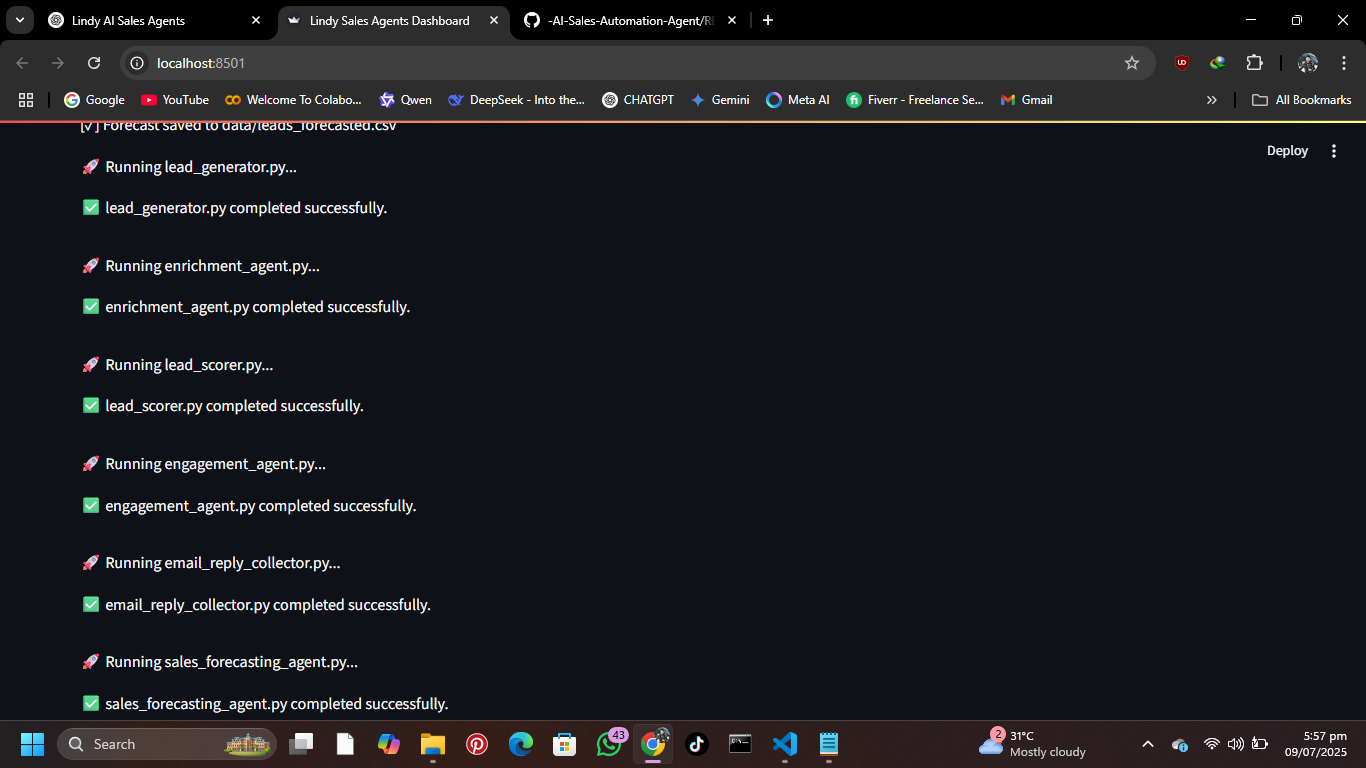 Lindy AI Sales Agents
Lindy Sales Agents Dashboard
-AI-Sales-Automation-Agent/RE
localhost:8501
Google
YouTube
Welcome To Colabo...
Qwen
DeepSeek - Into the...
CHATGPT
Gemini
Meta AI
Fiverr - Freelance Se...
Gmail
All Bookmarks
[✓] Forecast saved to data/leads_forecasted.csv
Deploy
🚀 Running lead_generator.py...
✅ lead_generator.py completed successfully.
🚀 Running enrichment_agent.py...
✅ enrichment_agent.py completed successfully.
🚀 Running lead_scorer.py...
✅ lead_scorer.py completed successfully.
🚀 Running engagement_agent.py...
✅ engagement_agent.py completed successfully.
🚀 Running email_reply_collector.py...
✅ email_reply_collector.py completed successfully.
🚀 Running sales_forecasting_agent.py...
✅ sales_forecasting_agent.py completed successfully.
Search
43
2
31°C
Mostly cloudy
5:57 pm
09/07/2025